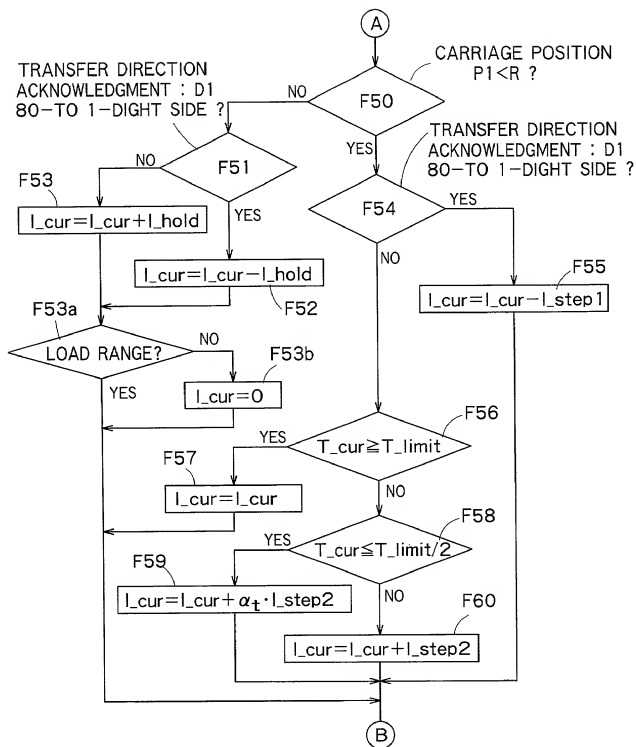 A
CARRIAGE POSITION
P1<R ?
TRANSFER DIRECTION
ACKNOWLEDGMENT : D1
80-TO 1-DIGHT SIDE ?
NO
F50
YES
TRANSFER DIRECTION
ACKNOWLEDGMENT : D1
80-TO 1-DIGHT SIDE ?
NO
F51
YES
F53
I_cur=I_cur+I_hold
F54
YES
NO
I_cur=I_cur-I_hold
F52
F55
I_cur=I_cur-I_step1
F53a
LOAD RANGE?
NO
YES
F53b
I_cur=0
F56
YES
T_cur≧T_limit
NO
F57
I_cur=I_cur
F58
YES
T_cur≦T_limit/2
NO
F59
I_cur=I_cur+αt·I_step2
F60
I_cur=I_cur+I_step2
B